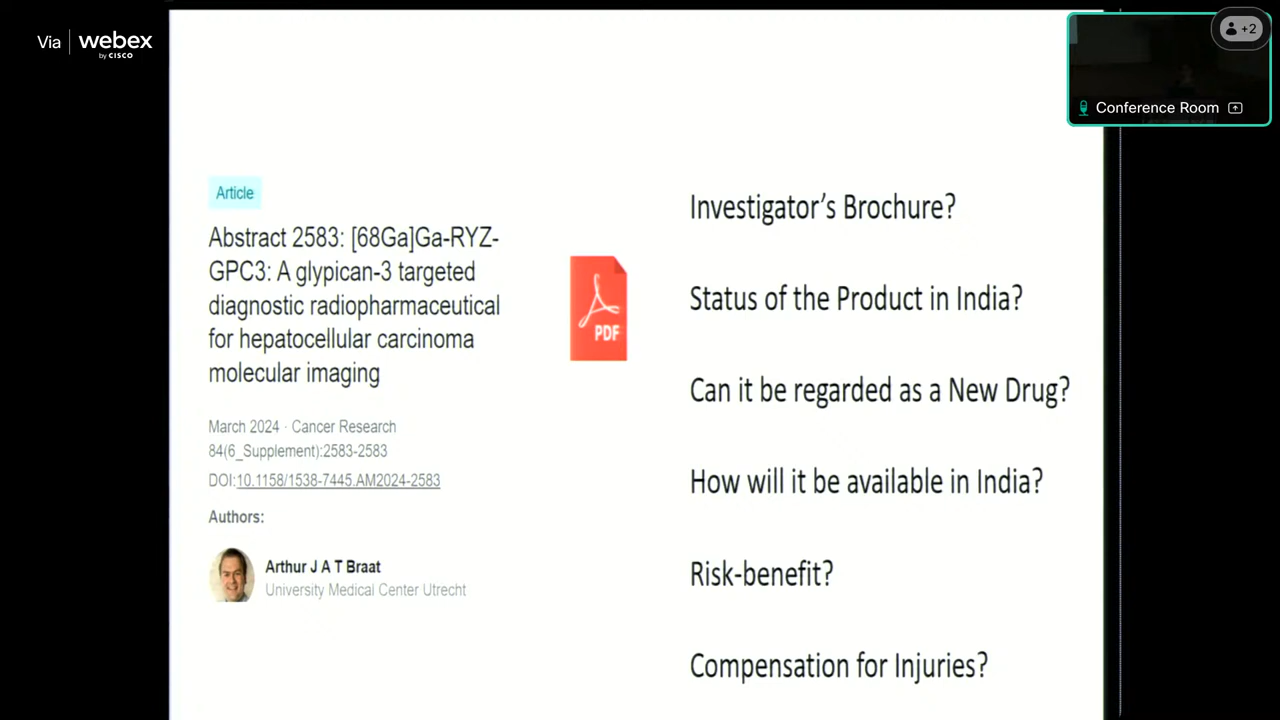 Via webex
by CISCO
+2
Conference Room
Article
Abstract 2583: [68Ga]Ga-RYZ-
GPC3: A glypican-3 targeted
diagnostic radiopharmaceutical
for hepatocellular carcinoma
molecular imaging
March 2024 · Cancer Research
84(6_Supplement):2583-2583
DOI:10.1158/1538-7445.AM2024-2583
Authors:
Arthur J A T Braat
University Medical Center Utrecht
PDF
Investigator’s Brochure?
Status of the Product in India?
Can it be regarded as a New Drug?
How will it be available in India?
Risk-benefit?
Compensation for Injuries?